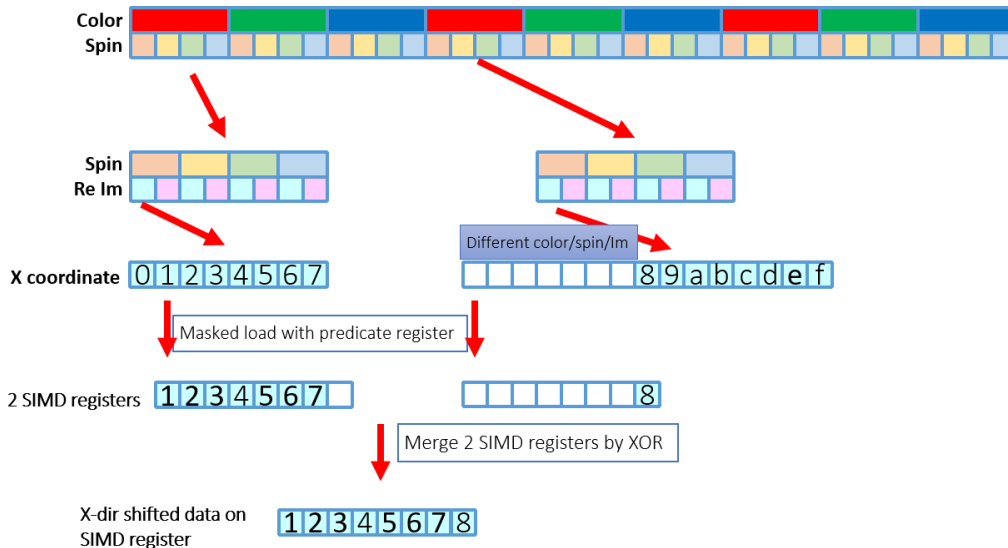 Color
Spin
Spin
Re Im
Different color/spin/Im
X coordinate
0 1 2 3 4 5 6 7
8 9 a b c d e f
Masked load with predicate register
2 SIMD registers
1 2 3 4 5 6 7
8
Merge 2 SIMD registers by XOR
X-dir shifted data on
SIMD register
1 2 3 4 5 6 7 8